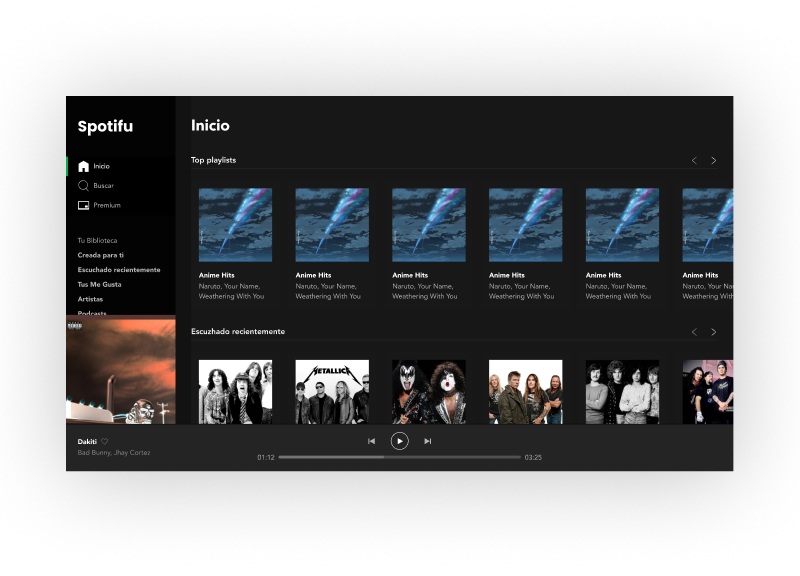 Spotifu
Inicio
Buscar
Premium
Tu Biblioteca
Creada para ti
Escuchado recientemente
Tus Me Gusta
Artistas
Podcasts
Inicio
Top playlists
Anime Hits
Naruto, Your Name,
Weathering With You
Anime Hits
Naruto, Your Name,
Weathering With You
Anime Hits
Naruto, Your Name,
Weathering With You
Anime Hits
Naruto, Your Name,
Weathering With You
Anime Hits
Naruto, Your Name,
Weathering With You
Anime Hits
Naruto, Your Nam
Weathering With
Escuzhado recientemente
METALLICA
Dakiti
Bad Bunny, Jhay Cortez
01:12
03:25